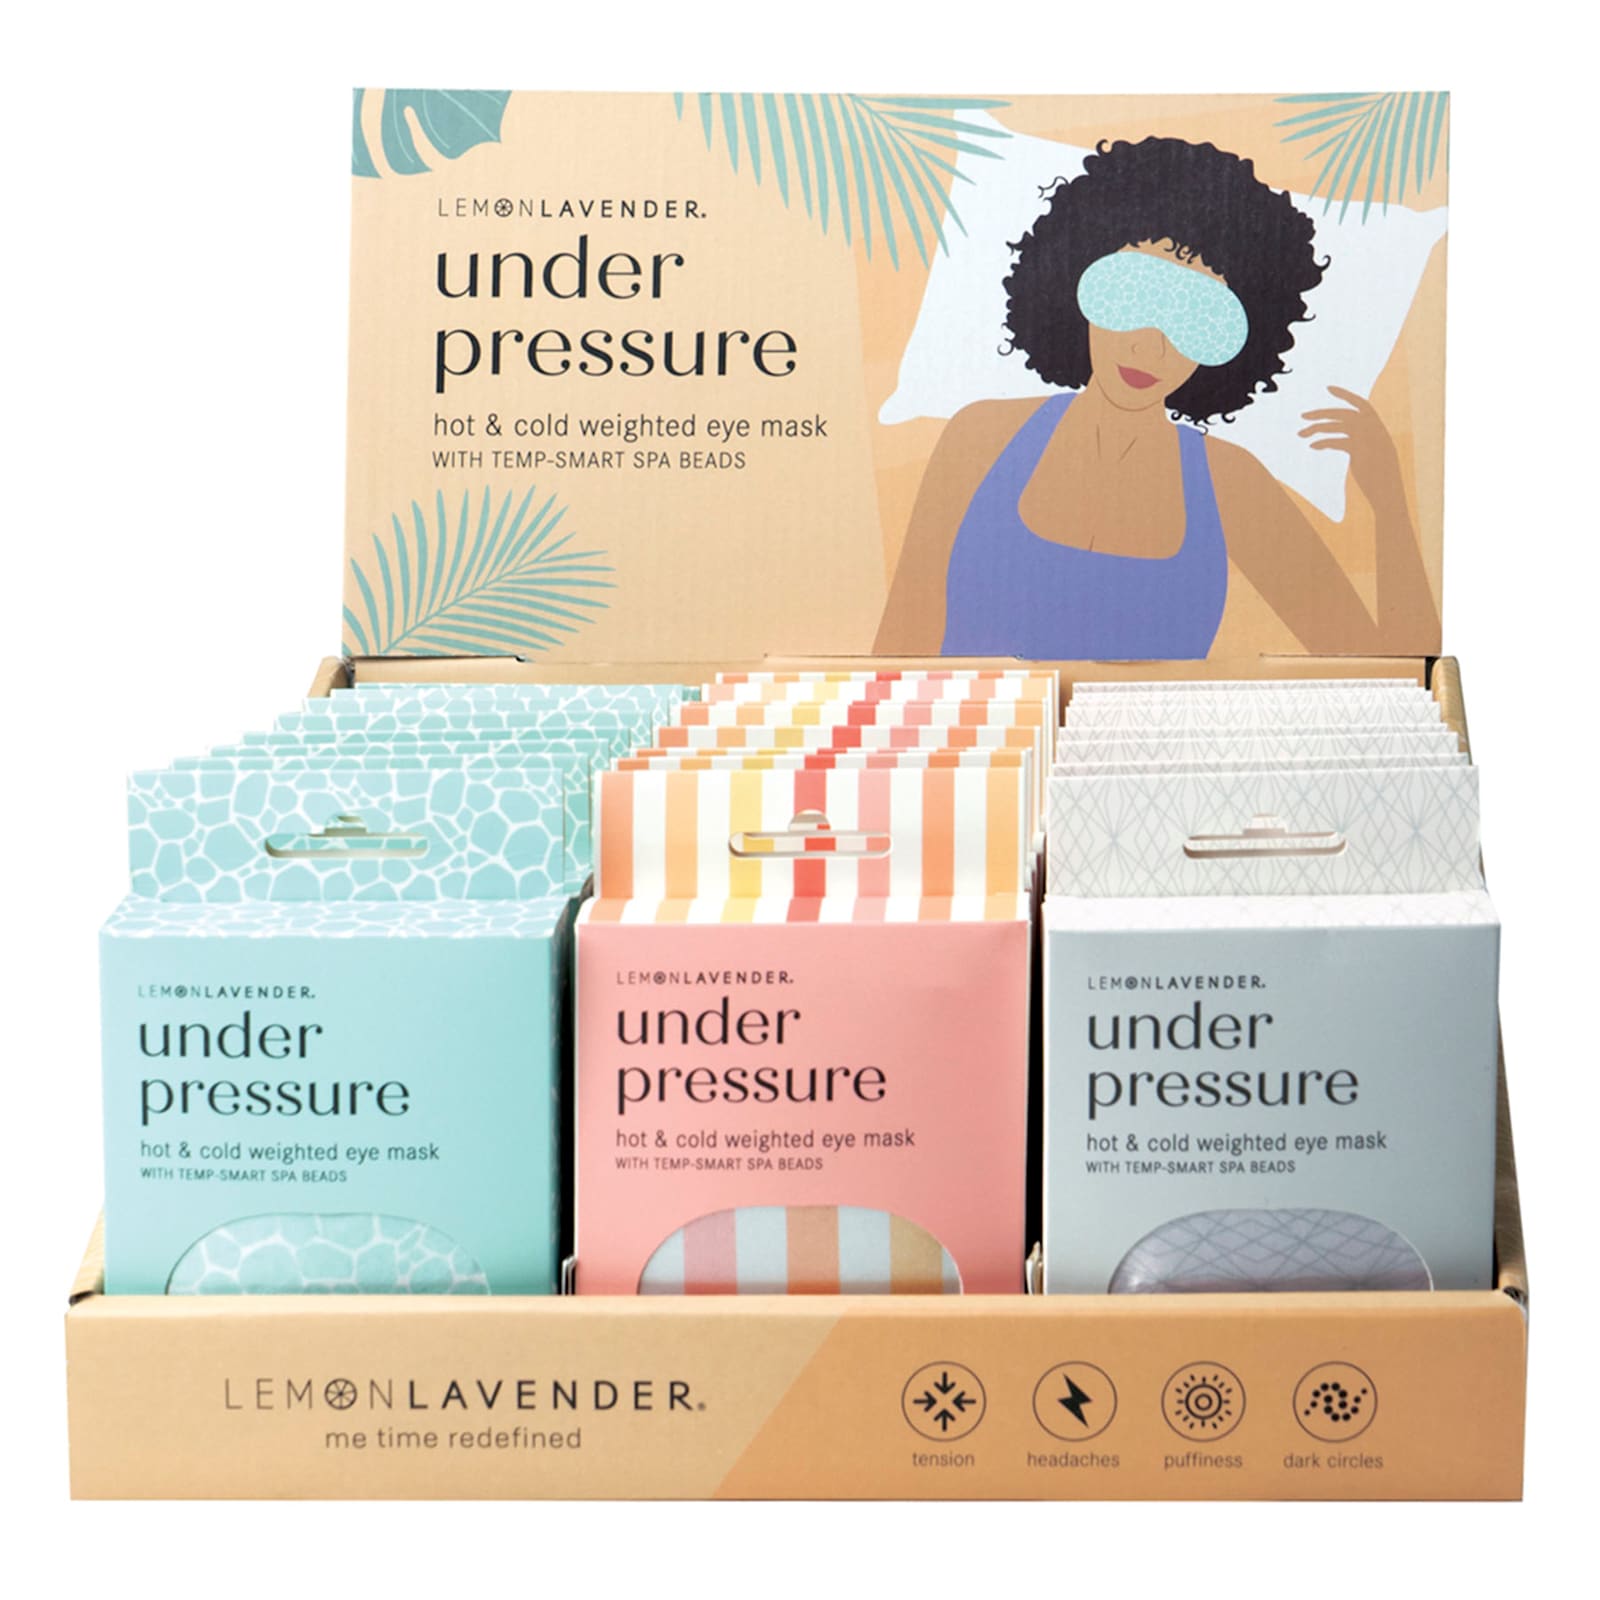 LEMONLAVENDER.
under
pressure
hot & cold weighted eye mask
WITH TEMP-SMART SPA BEADS
LEMONLAVENDER.
under
pressure
hot & cold weighted eye mask
WITH TEMP-SMART SPA BEADS
LEMONLAVENDER.
under
pressure
hot & cold weighted eye mask
WITH TEMP-SMART SPA BEADS
LEMONLAVENDER.
under
pressure
hot & cold weighted eye mask
WITH TEMP-SMART SPA BEADS
LEMONLAVENDER®
me time redefined
tension
headaches
puffiness
dark circles